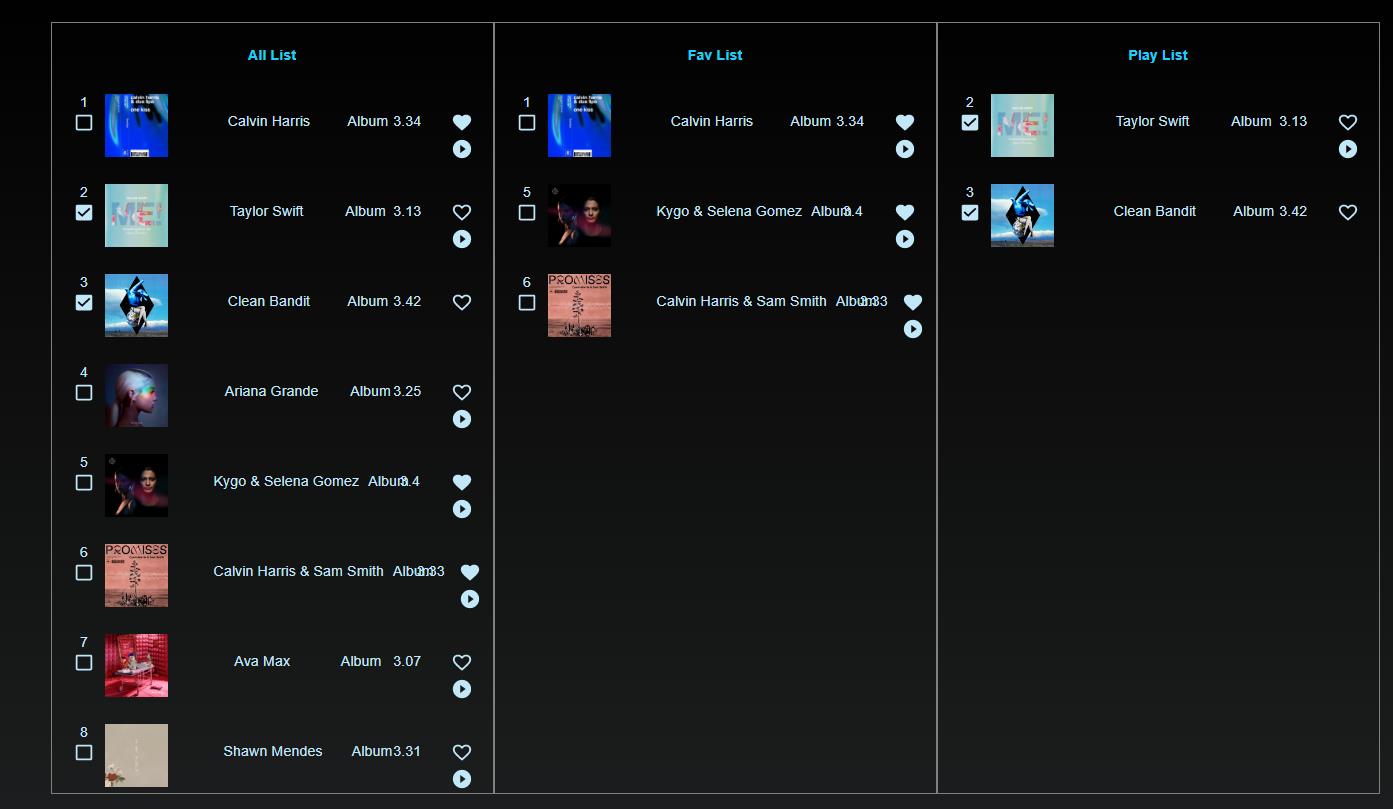 All List
1
calvin harris
& dua lipa
one kiss
Calvin Harris Album 3.34
2
ME!
Taylor Swift Album 3.13
3
Clean Bandit Album 3.42
4
Ariana Grande Album 3.25
5
Kygo & Selena Gomez Album 3.4
6
PROMISES
Calvin Harris & Sam Smith Album 3.33
7
Ava Max Album 3.07
8
Shawn Mendes Album 3.31
Fav List
1
calvin harris
& dua lipa
one kiss
Calvin Harris Album 3.34
5
Kygo & Selena Gomez Album 3.4
6
PROMISES
Calvin Harris & Sam Smith Album 3.33
Play List
2
ME!
Taylor Swift Album 3.13
3
Clean Bandit Album 3.42